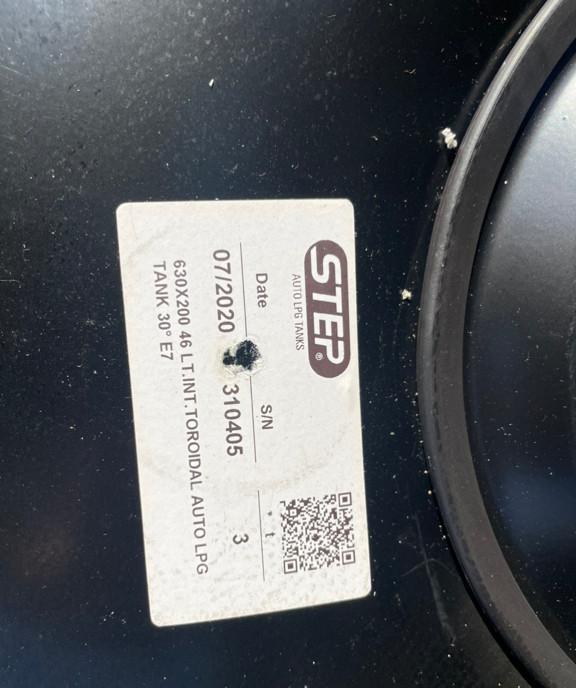 STEP®
AUTO LPG TANKS
Date S/N * t
07/2020 310405 3
630X200 46 LT.INT.TOROIDAL AUTO LPG
TANK 30° E7